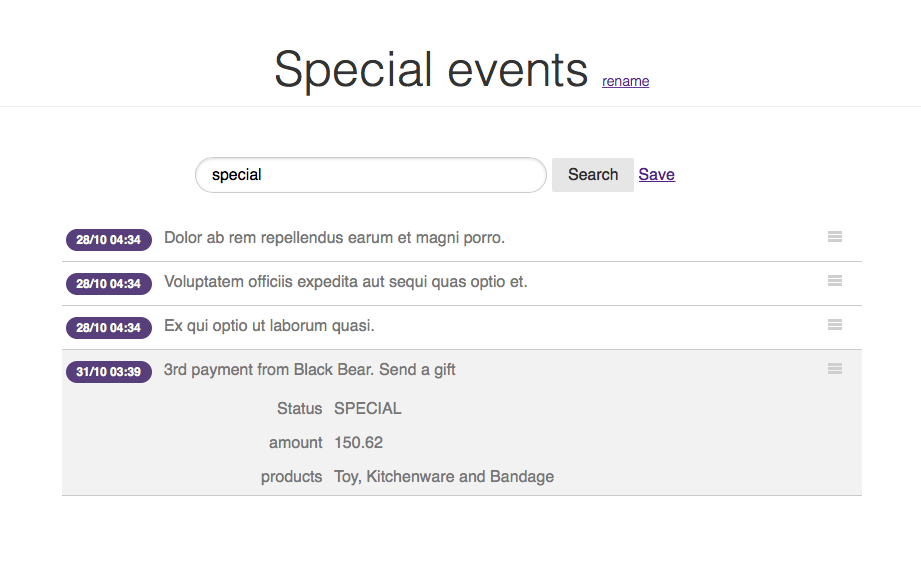 Special events rename
special Search Save
28/10 04:34 Dolor ab rem repellendus earum et magni porro.
28/10 04:34 Voluptatem officiis expedita aut sequi quas optio et.
28/10 04:34 Ex qui optio ut laborum quasi.
31/10 03:39 3rd payment from Black Bear. Send a gift
Status SPECIAL
amount 150.62
products Toy, Kitchenware and Bandage